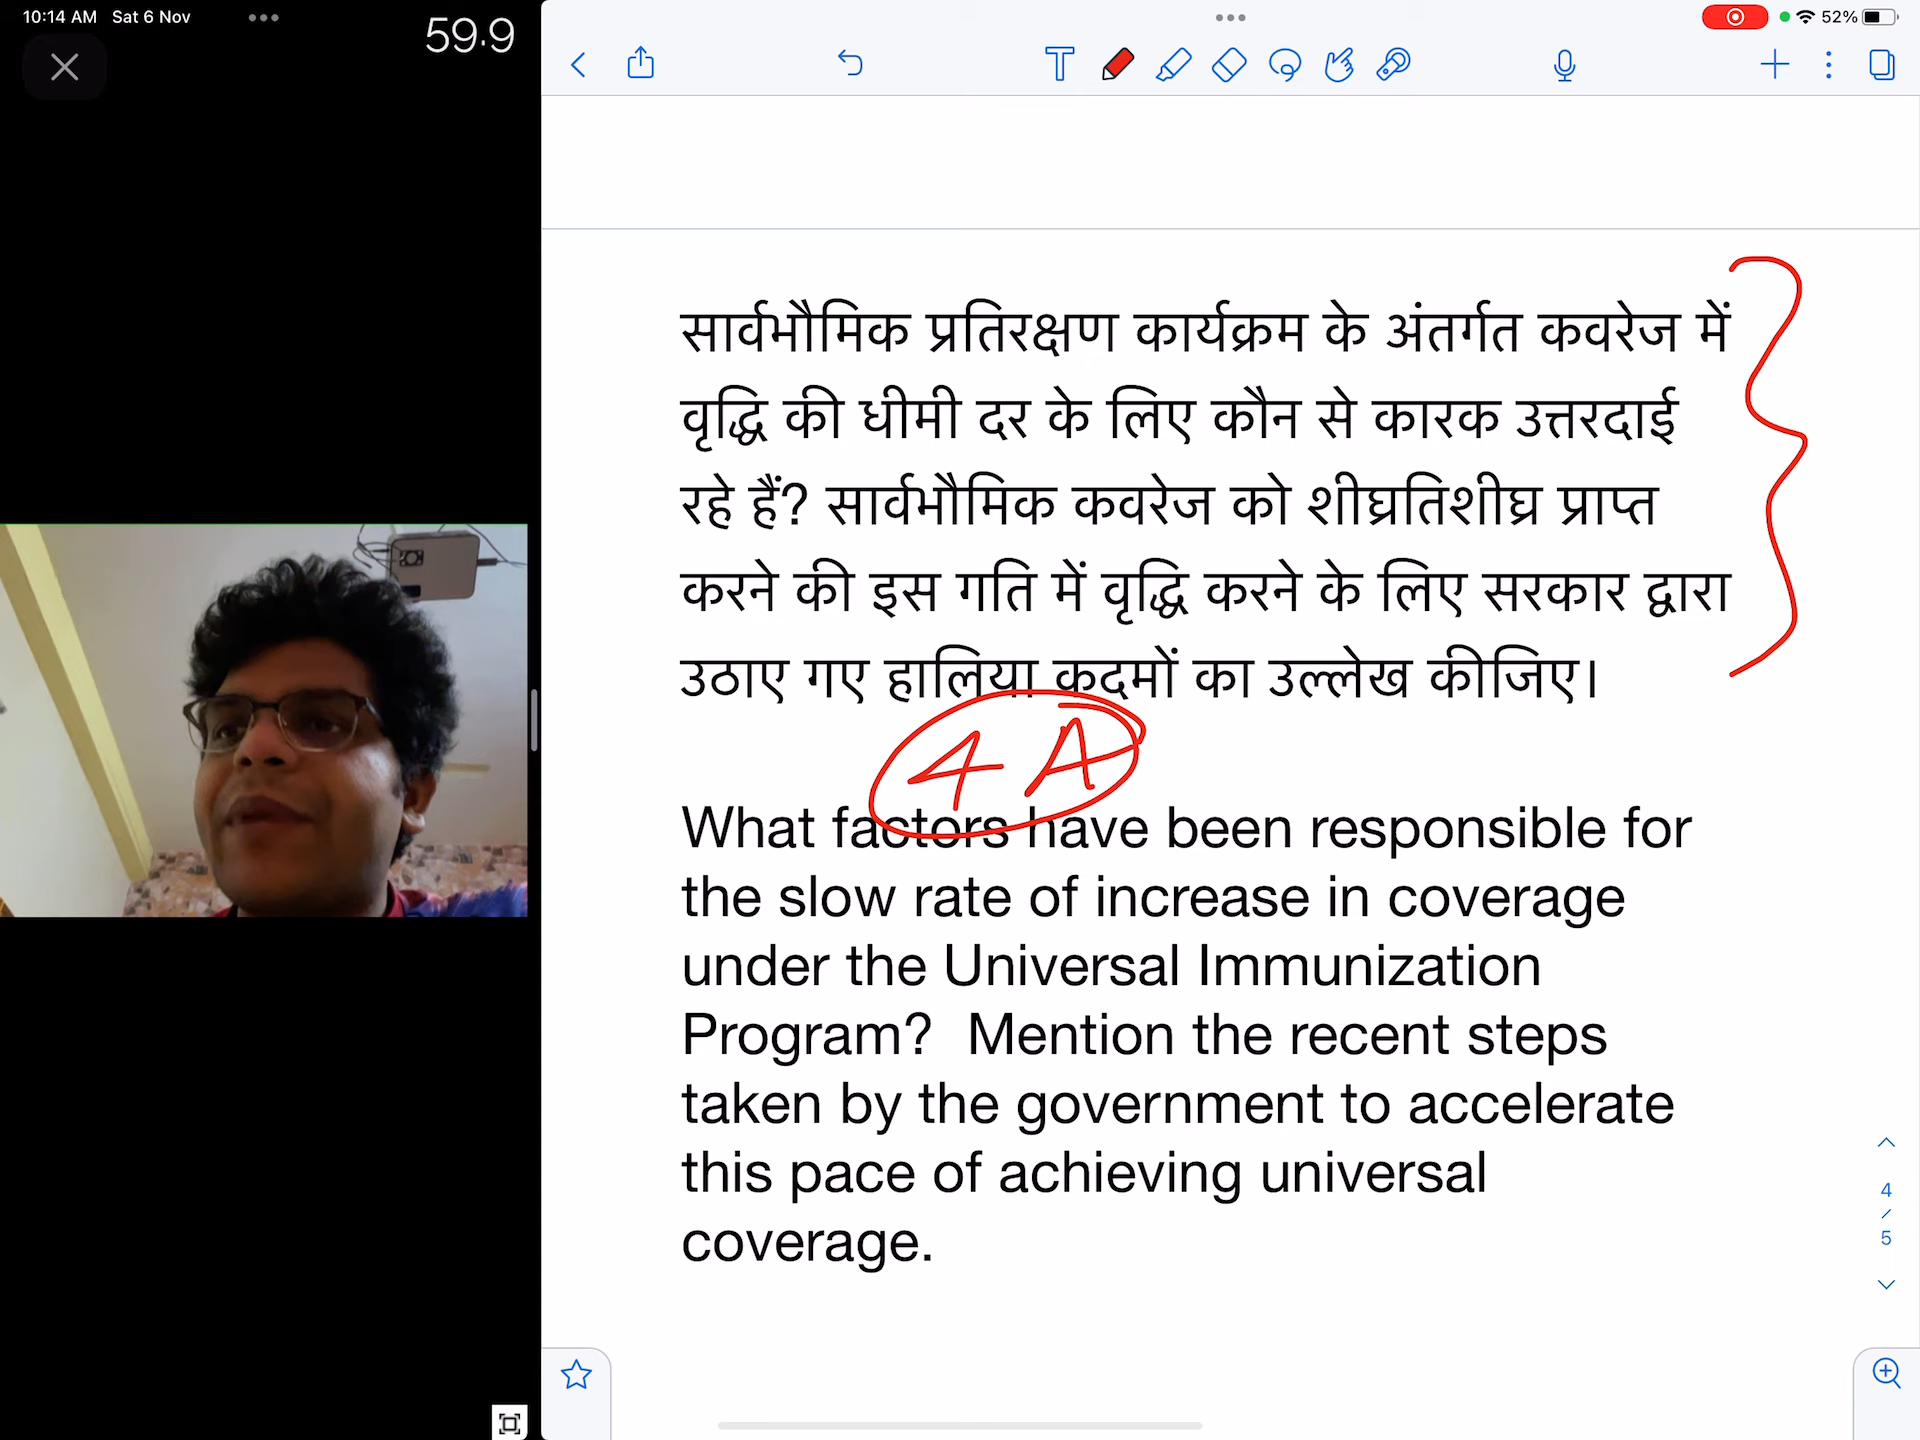 10:14 AM Sat 6 Nov
59.9
52%
सार्वभौमिक प्रतिरक्षण कार्यक्रम के अंतर्गत कवरेज में
वृद्धि की धीमी दर के लिए कौन से कारक उत्तरदाई
रहे हैं? सार्वभौमिक कवरेज को शीघ्रतिशीघ्र प्राप्त
करने की इस गति में वृद्धि करने के लिए सरकार द्वारा
उठाए गए हालिया कदमों का उल्लेख कीजिए।
4 A
What factors have been responsible for
the slow rate of increase in coverage
under the Universal Immunization
Program? Mention the recent steps
taken by the government to accelerate
this pace of achieving universal
coverage.
4
/
5